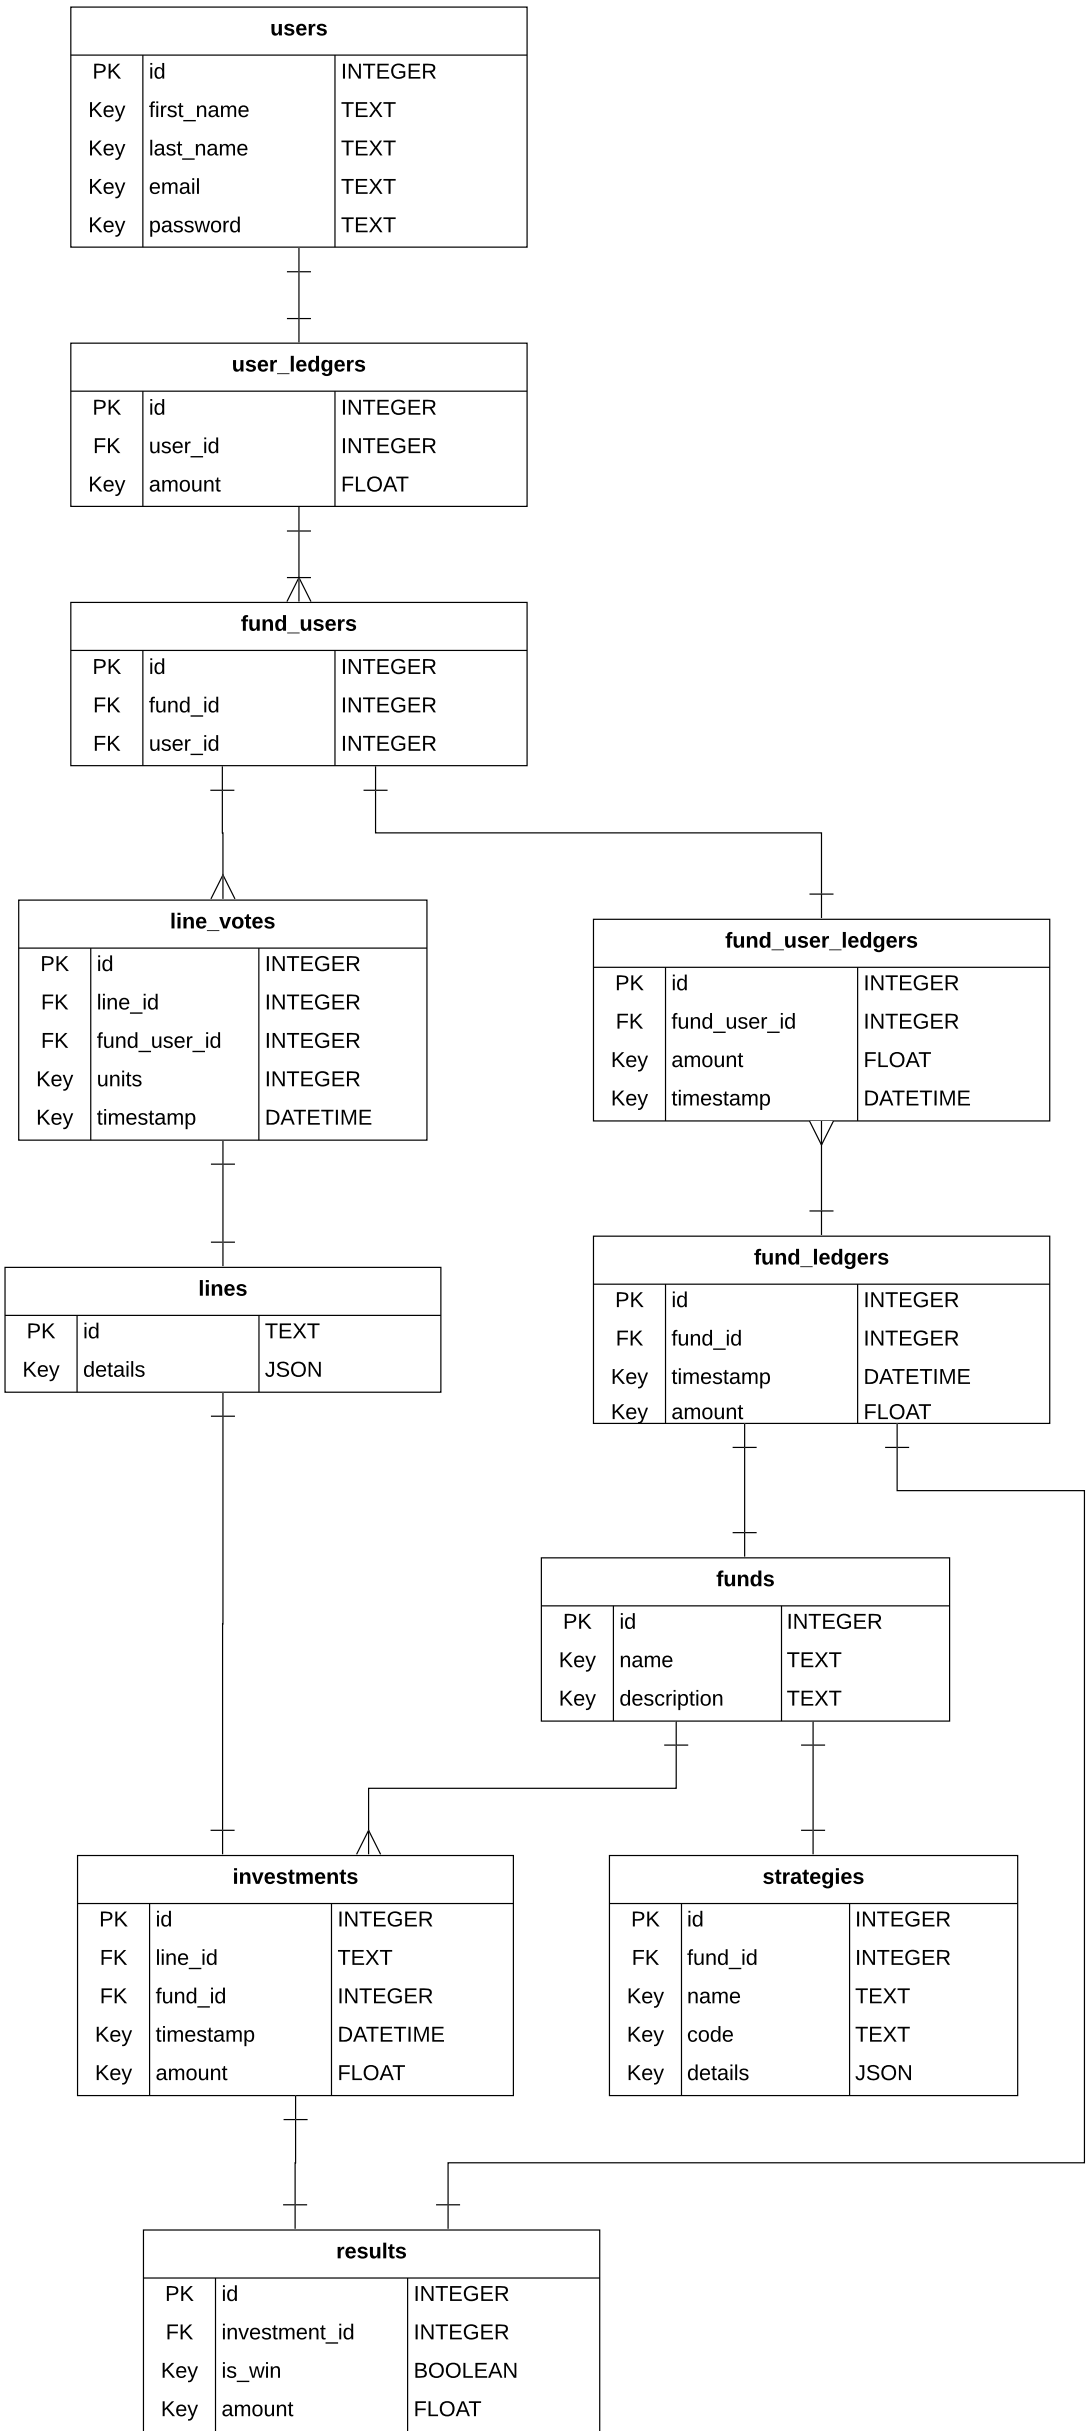 users
PK id INTEGER
Key first_name TEXT
Key last_name TEXT
Key email TEXT
Key password TEXT
user_ledgers
PK id INTEGER
FK user_id INTEGER
Key amount FLOAT
fund_users
PK id INTEGER
FK fund_id INTEGER
FK user_id INTEGER
line_votes
PK id INTEGER
FK line_id INTEGER
FK fund_user_id INTEGER
Key units INTEGER
Key timestamp DATETIME
fund_user_ledgers
PK id INTEGER
FK fund_user_id INTEGER
Key amount FLOAT
Key timestamp DATETIME
lines
PK id TEXT
Key details JSON
fund_ledgers
PK id INTEGER
FK fund_id INTEGER
Key timestamp DATETIME
Key amount FLOAT
funds
PK id INTEGER
Key name TEXT
Key description TEXT
investments
PK id INTEGER
FK line_id TEXT
FK fund_id INTEGER
Key timestamp DATETIME
Key amount FLOAT
strategies
PK id INTEGER
FK fund_id INTEGER
Key name TEXT
Key code TEXT
Key details JSON
results
PK id INTEGER
FK investment_id INTEGER
Key is_win BOOLEAN
Key amount FLOAT